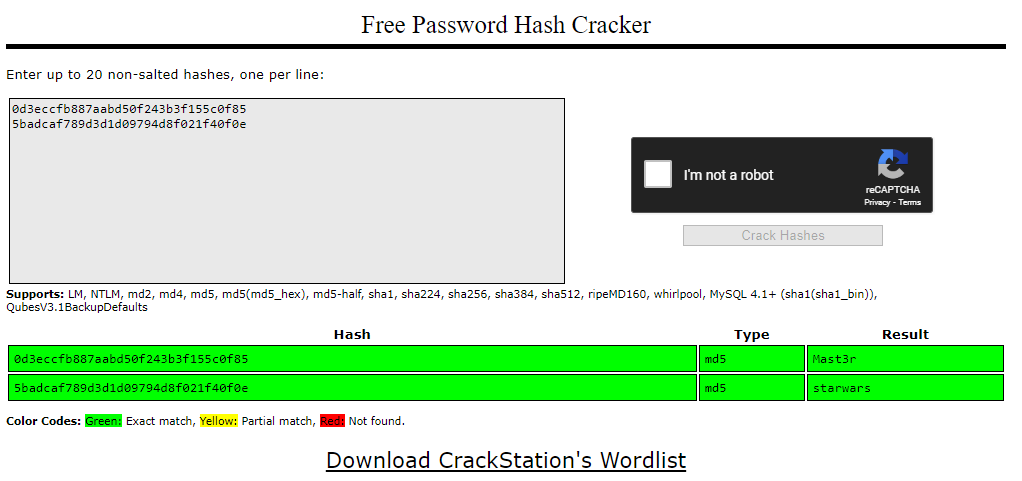 Free Password Hash Cracker
Enter up to 20 non-salted hashes, one per line:
0d3eccfb887aabd50f243b3f155c0f85
5badcaf789d3d1d09794d8f021f40f0e
I'm not a robot
reCAPTCHA
Privacy - Terms
Crack Hashes
Supports: LM, NTLM, md2, md4, md5, md5(md5_hex), md5-half, sha1, sha224, sha256, sha384, sha512, ripeMD160, whirlpool, MySQL 4.1+ (sha1(sha1_bin)),
QubesV3.1BackupDefaults
Hash Type Result
0d3eccfb887aabd50f243b3f155c0f85 md5 Mast3r
5badcaf789d3d1d09794d8f021f40f0e md5 starwars
Color Codes: Green: Exact match, Yellow: Partial match, Red: Not found.
Download CrackStation's Wordlist